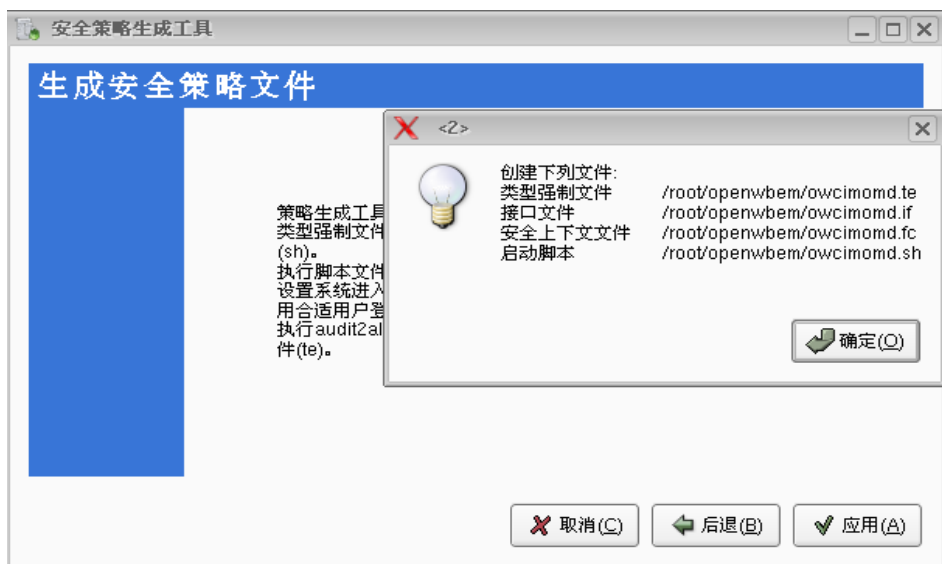 安全策略生成工具
生成安全策略文件
策略生成工具
类型强制文件
(sh)。
执行脚本文件
设置系统进入
用合适用户登
执行audit2al
件(te)。
<2>
创建下列文件:
类型强制文件 /root/openwbem/owcimomd.te
接口文件 /root/openwbem/owcimomd.if
安全上下文文件 /root/openwbem/owcimomd.fc
启动脚本 /root/openwbem/owcimomd.sh
确定(O)
取消(C)
后退(B)
应用(A)